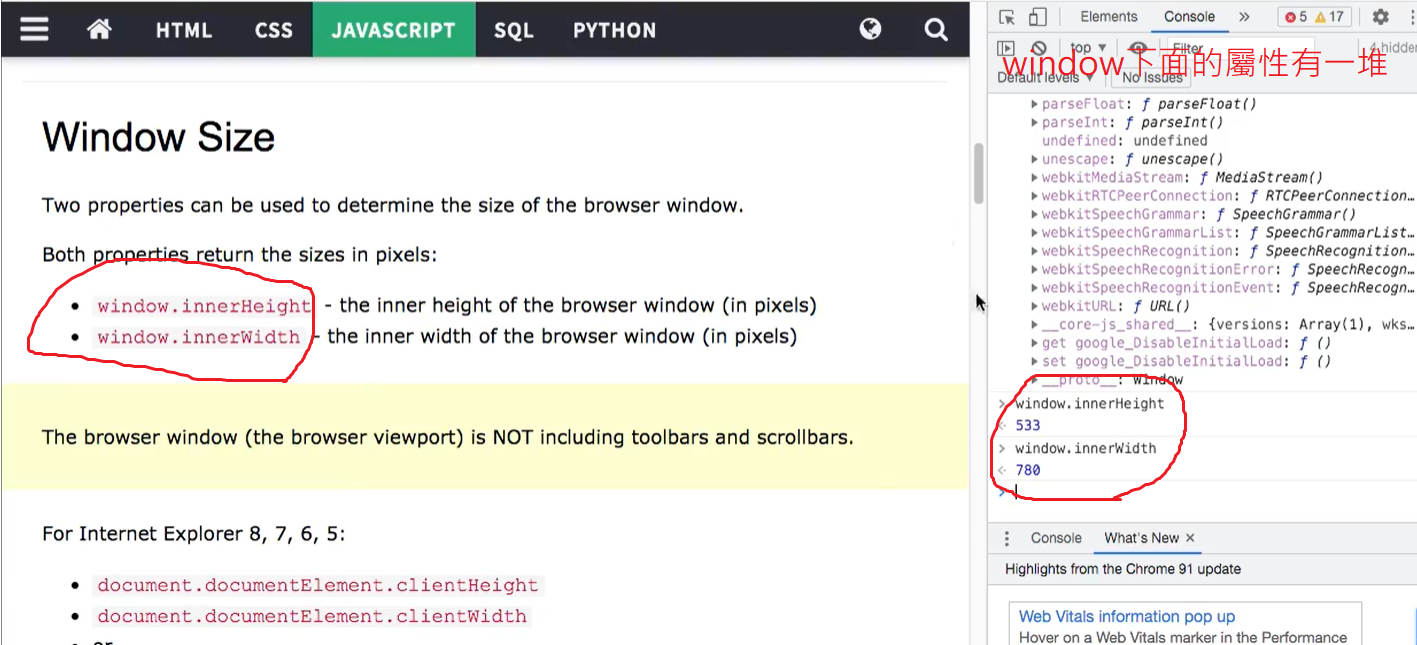 HTML CSS JAVASCRIPT SQL PYTHON
Window Size
Two properties can be used to determine the size of the browser window.
Both properties return the sizes in pixels:
window.innerHeight - the inner height of the browser window (in pixels)
window.innerWidth - the inner width of the browser window (in pixels)
The browser window (the browser viewport) is NOT including toolbars and scrollbars.
For Internet Explorer 8, 7, 6, 5:
document.documentElement.clientHeight
document.documentElement.clientWidth
or
Elements Console » 5 17
top ▼ Filter 4 hidden
window下面的屬性有一堆
Default levels ▼ No Issues
parseFloat: ƒ parseFloat()
parseInt: ƒ parseInt()
undefined: undefined
unescape: ƒ unescape()
webkitMediaStream: ƒ MediaStream()
webkitRTCPeerConnection: ƒ RTCPeerConnection…
webkitSpeechGrammar: ƒ SpeechGrammar()
webkitSpeechGrammarList: ƒ SpeechGrammarList…
webkitSpeechRecognition: ƒ SpeechRecognition…
webkitSpeechRecognitionError: ƒ SpeechRecogn…
webkitSpeechRecognitionEvent: ƒ SpeechRecogn…
webkitURL: ƒ URL()
__core-js_shared__: {versions: Array(1), wks…
get google_DisableInitialLoad: ƒ ()
set google_DisableInitialLoad: ƒ ()
__proto__: Window
> window.innerHeight
533
> window.innerWidth
780
>
Console What's New ×
Highlights from the Chrome 91 update
Web Vitals information pop up
Hover on a Web Vitals marker in the Performance